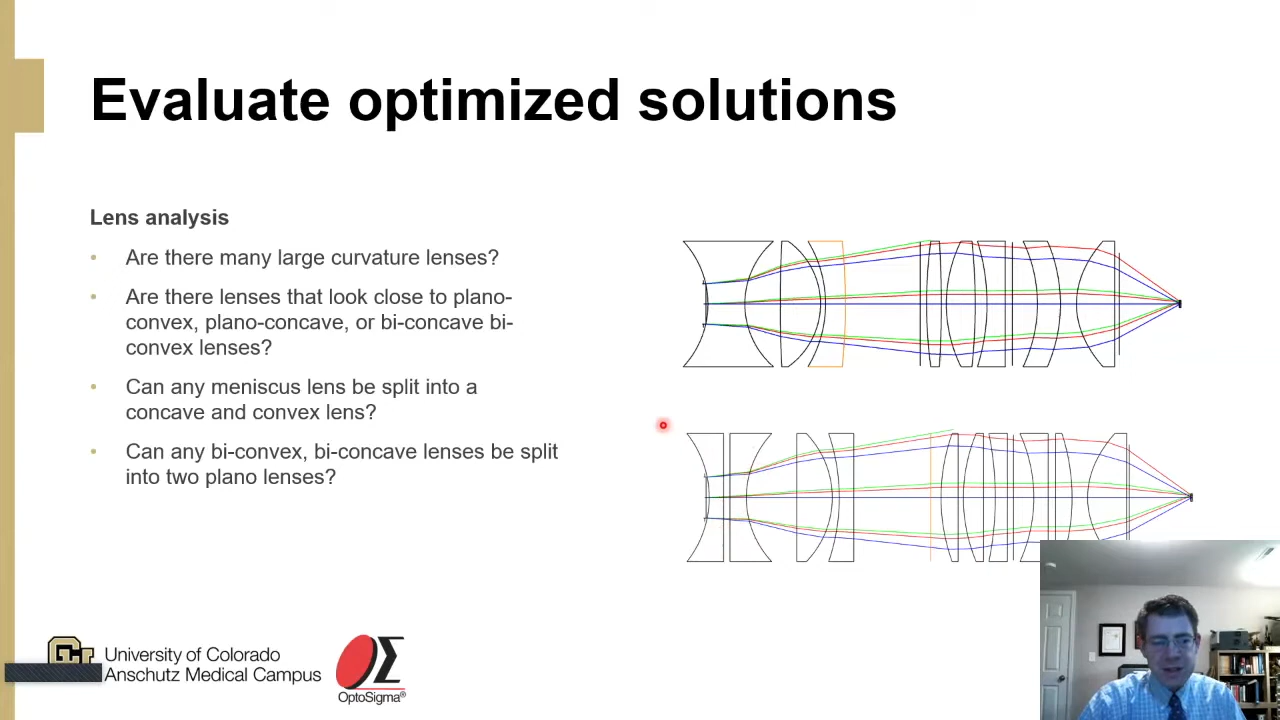 Evaluate optimized solutions
Lens analysis
• Are there many large curvature lenses?
• Are there lenses that look close to plano-
convex, plano-concave, or bi-concave bi-
convex lenses?
• Can any meniscus lens be split into a
concave and convex lens?
• Can any bi-convex, bi-concave lenses be split
into two plano lenses?
University of Colorado
Anschutz Medical Campus
OptoSigma®